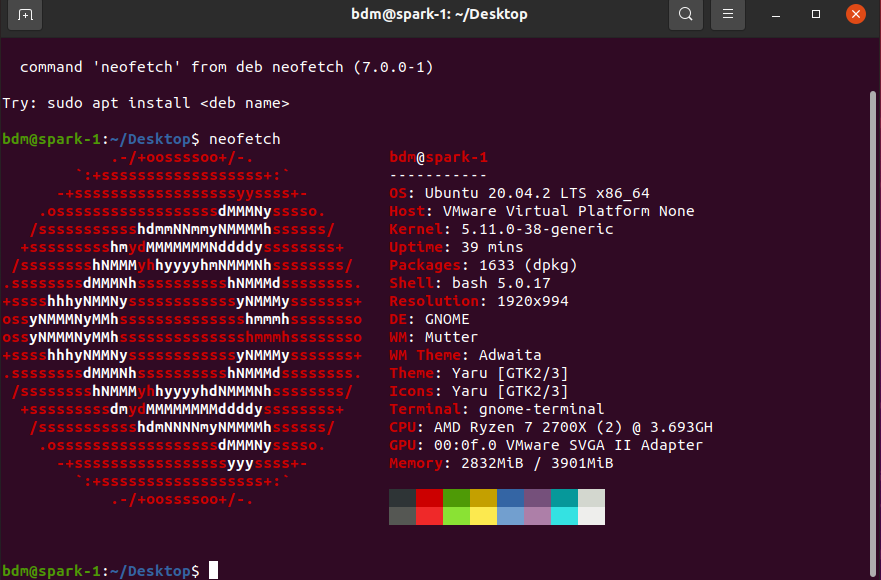 bdm@spark-1: ~/Desktop
command 'neofetch' from deb neofetch (7.0.0-1)
Try: sudo apt install <deb name>
bdm@spark-1:~/Desktop$ neofetch
.-/+oossssoo+/-.
`:+ssssssssssssssssss+:`
-+ssssssssssssssssssyyssss+-
.ossssssssssssssssssdMMMNysssso.
/ssssssssssshdmmNNmmyNMMMMhssssss/
+ssssssssshmydMMMMMMMNddddyssssssss+
/sssssssshNMMMyhhyyyyhmNMMMNhssssssss/
.ssssssssdMMMNhsssssssssshNMMMdssssssss.
+sssshhhyNMMNyssssssssssssyNMMMysssssss+
ossyNMMMNyMMhsssssssssssssshmmmhssssssso
ossyNMMMNyMMhsssssssssssssshmmmhssssssso
+sssshhhyNMMNyssssssssssssyNMMMysssssss+
.ssssssssdMMMNhsssssssssshNMMMdssssssss.
/sssssssshNMMMyhhyyyyhdNMMMNhssssssss/
+sssssssssdmydMMMMMMMMddddyssssssss+
/ssssssssssshdmNNNNmyNMMMMhssssss/
.ossssssssssssssssssdMMMNysssso.
-+sssssssssssssssssyyyssss+-
`:+ssssssssssssssssss+:`
.-/+oossssoo+/-.
bdm@spark-1
-----------
OS: Ubuntu 20.04.2 LTS x86_64
Host: VMware Virtual Platform None
Kernel: 5.11.0-38-generic
Uptime: 39 mins
Packages: 1633 (dpkg)
Shell: bash 5.0.17
Resolution: 1920x994
DE: GNOME
WM: Mutter
WM Theme: Adwaita
Theme: Yaru [GTK2/3]
Icons: Yaru [GTK2/3]
Terminal: gnome-terminal
CPU: AMD Ryzen 7 2700X (2) @ 3.693GH
GPU: 00:0f.0 VMware SVGA II Adapter
Memory: 2832MiB / 3901MiB
bdm@spark-1:~/Desktop$